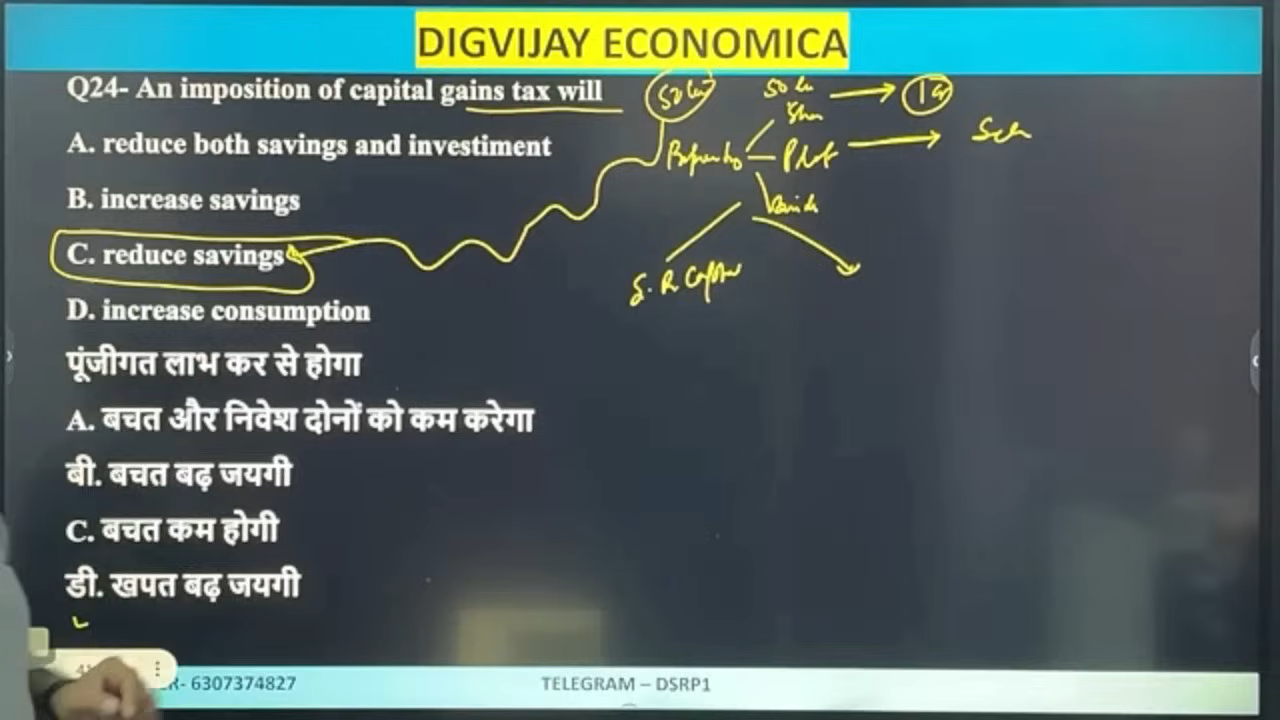 DIGVIJAY ECONOMICA
Q24- An imposition of capital gains tax will
A. reduce both savings and investiment
B. increase savings
C. reduce savings
D. increase consumption
पूंजीगत लाभ कर से होगा
A. बचत और निवेश दोनों को कम करेगा
बी. बचत बढ़ जयगी
C. बचत कम होगी
डी. खपत बढ़ जयगी
R- 6307374827
TELEGRAM – DSRP1